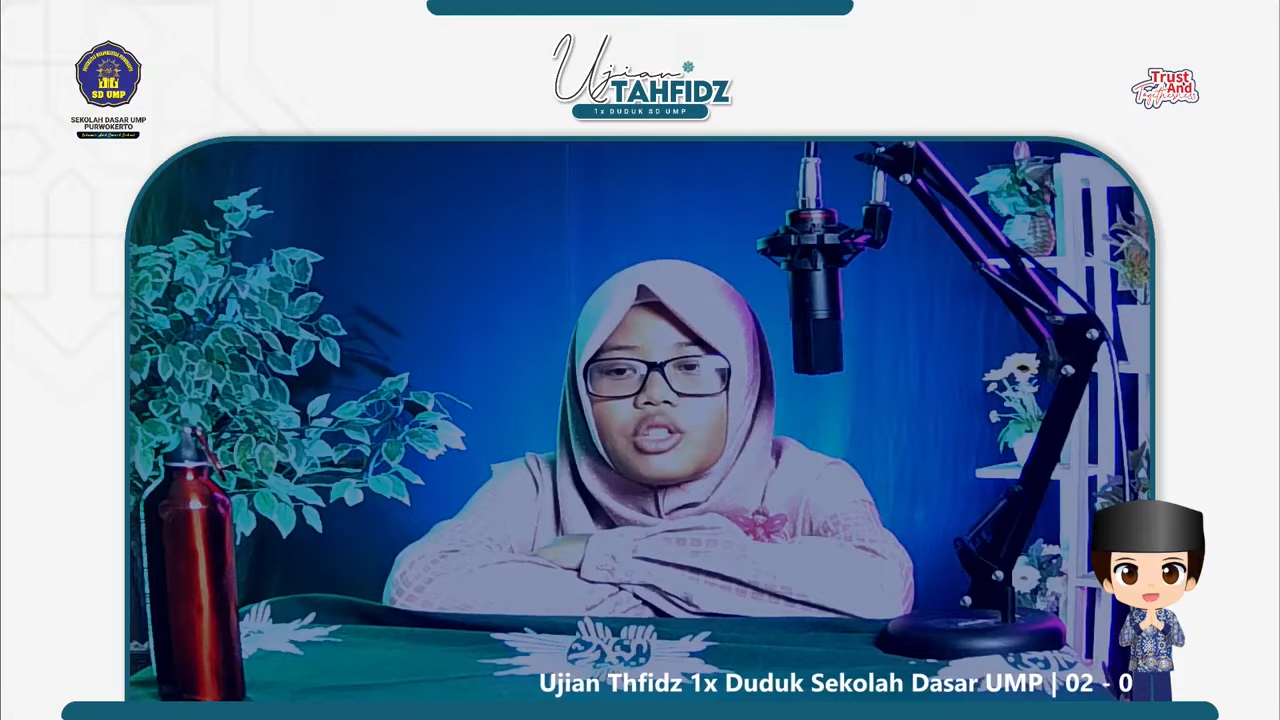 SD UMP
SEKOLAH DASAR UMP
PURWOKERTO
Ujian
TAHFIDZ
1x DUDUK SD UMP
Trust
And
Togetherness
Ujian Thfidz 1x Duduk Sekolah Dasar UMP | 02 - 0